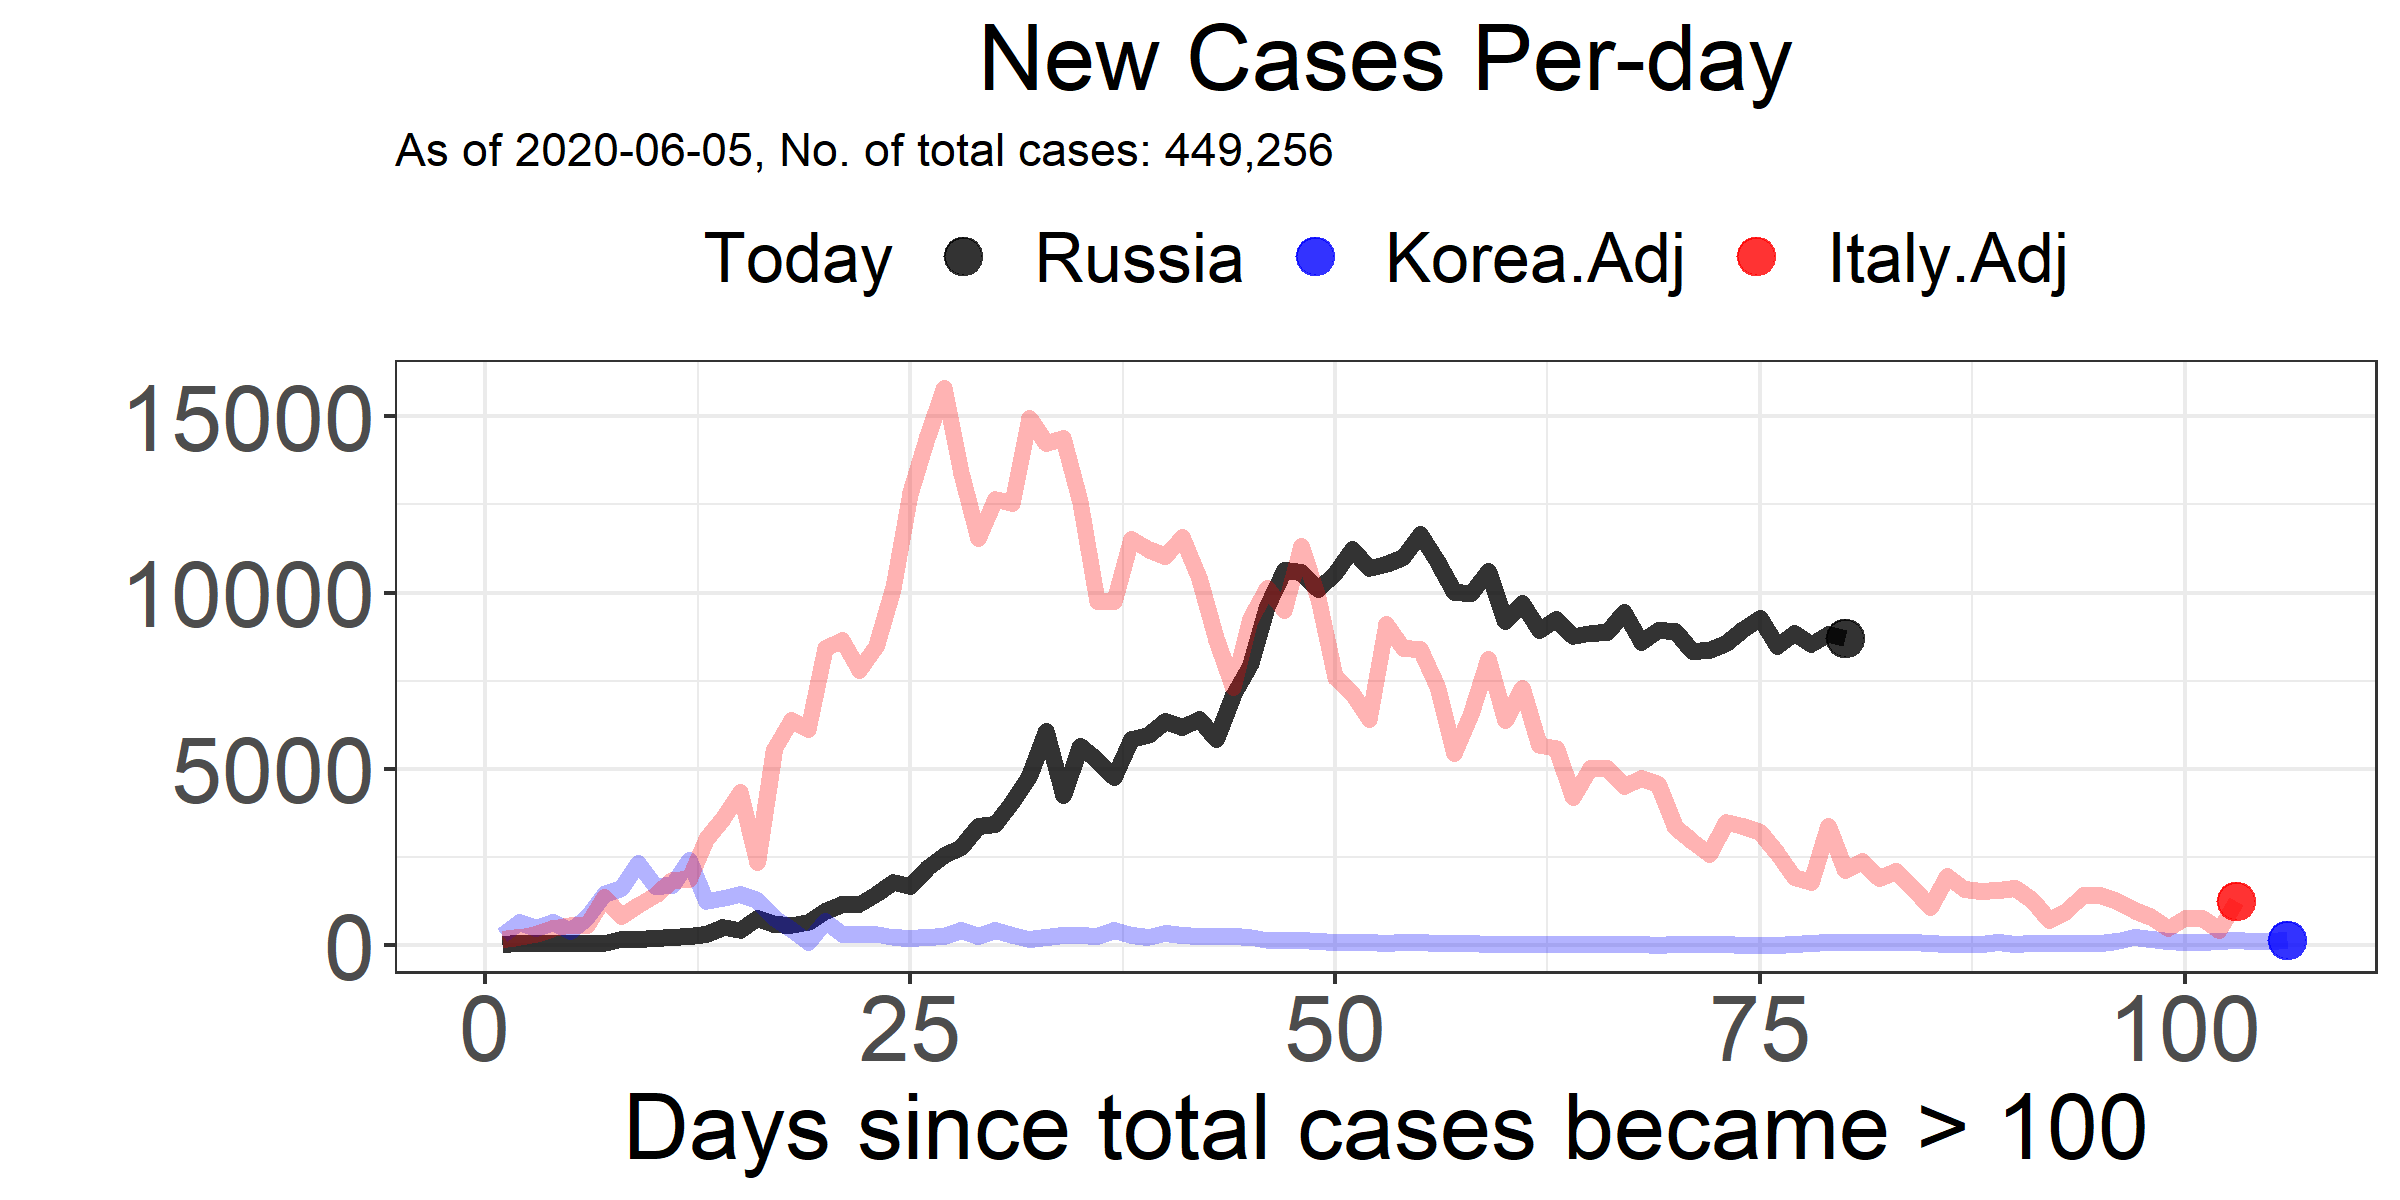 New Cases Per-day
As of 2020-06-05, No. of total cases: 449,256
Today Russia Korea.Adj Italy.Adj
15000
10000
5000
0
0 25 50 75 100
Days since total cases became > 100